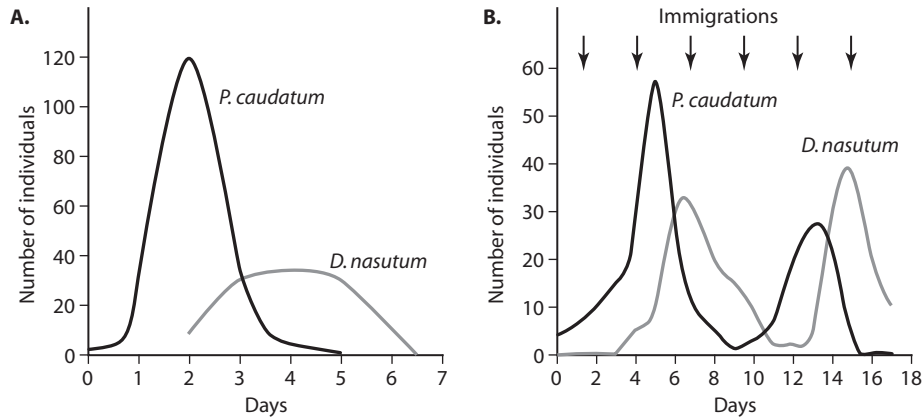 A.
Number of individuals
120
100
80
60
40
20
0
P. caudatum
D. nasutum
0 1 2 3 4 5 6 7
Days
B.
Immigrations
Number of individuals
60
50
40
30
20
10
0
P. caudatum
D. nasutum
0 2 4 6 8 10 12 14 16 18
Days